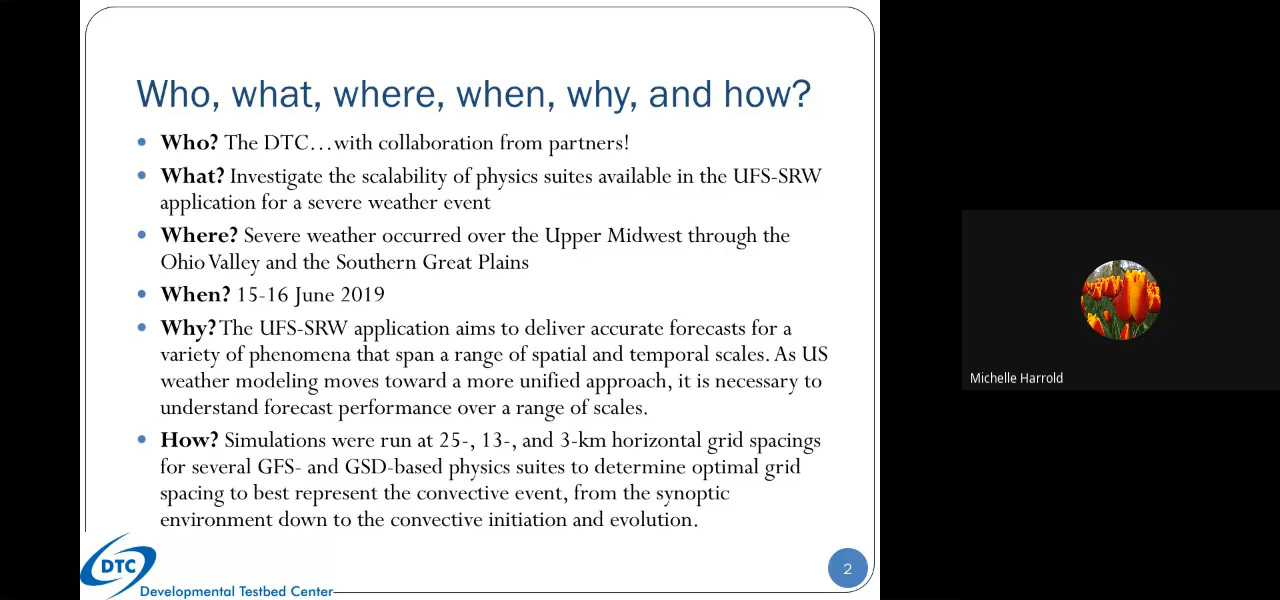 Who, what, where, when, why, and how?
• Who? The DTC…with collaboration from partners!
• What? Investigate the scalability of physics suites available in the UFS-SRW
application for a severe weather event
• Where? Severe weather occurred over the Upper Midwest through the
Ohio Valley and the Southern Great Plains
• When? 15-16 June 2019
• Why? The UFS-SRW application aims to deliver accurate forecasts for a
variety of phenomena that span a range of spatial and temporal scales. As US
weather modeling moves toward a more unified approach, it is necessary to
understand forecast performance over a range of scales.
• How? Simulations were run at 25-, 13-, and 3-km horizontal grid spacings
for several GFS- and GSD-based physics suites to determine optimal grid
spacing to best represent the convective event, from the synoptic
environment down to the convective initiation and evolution.
DTC
Developmental Testbed Center
2
Michelle Harrold